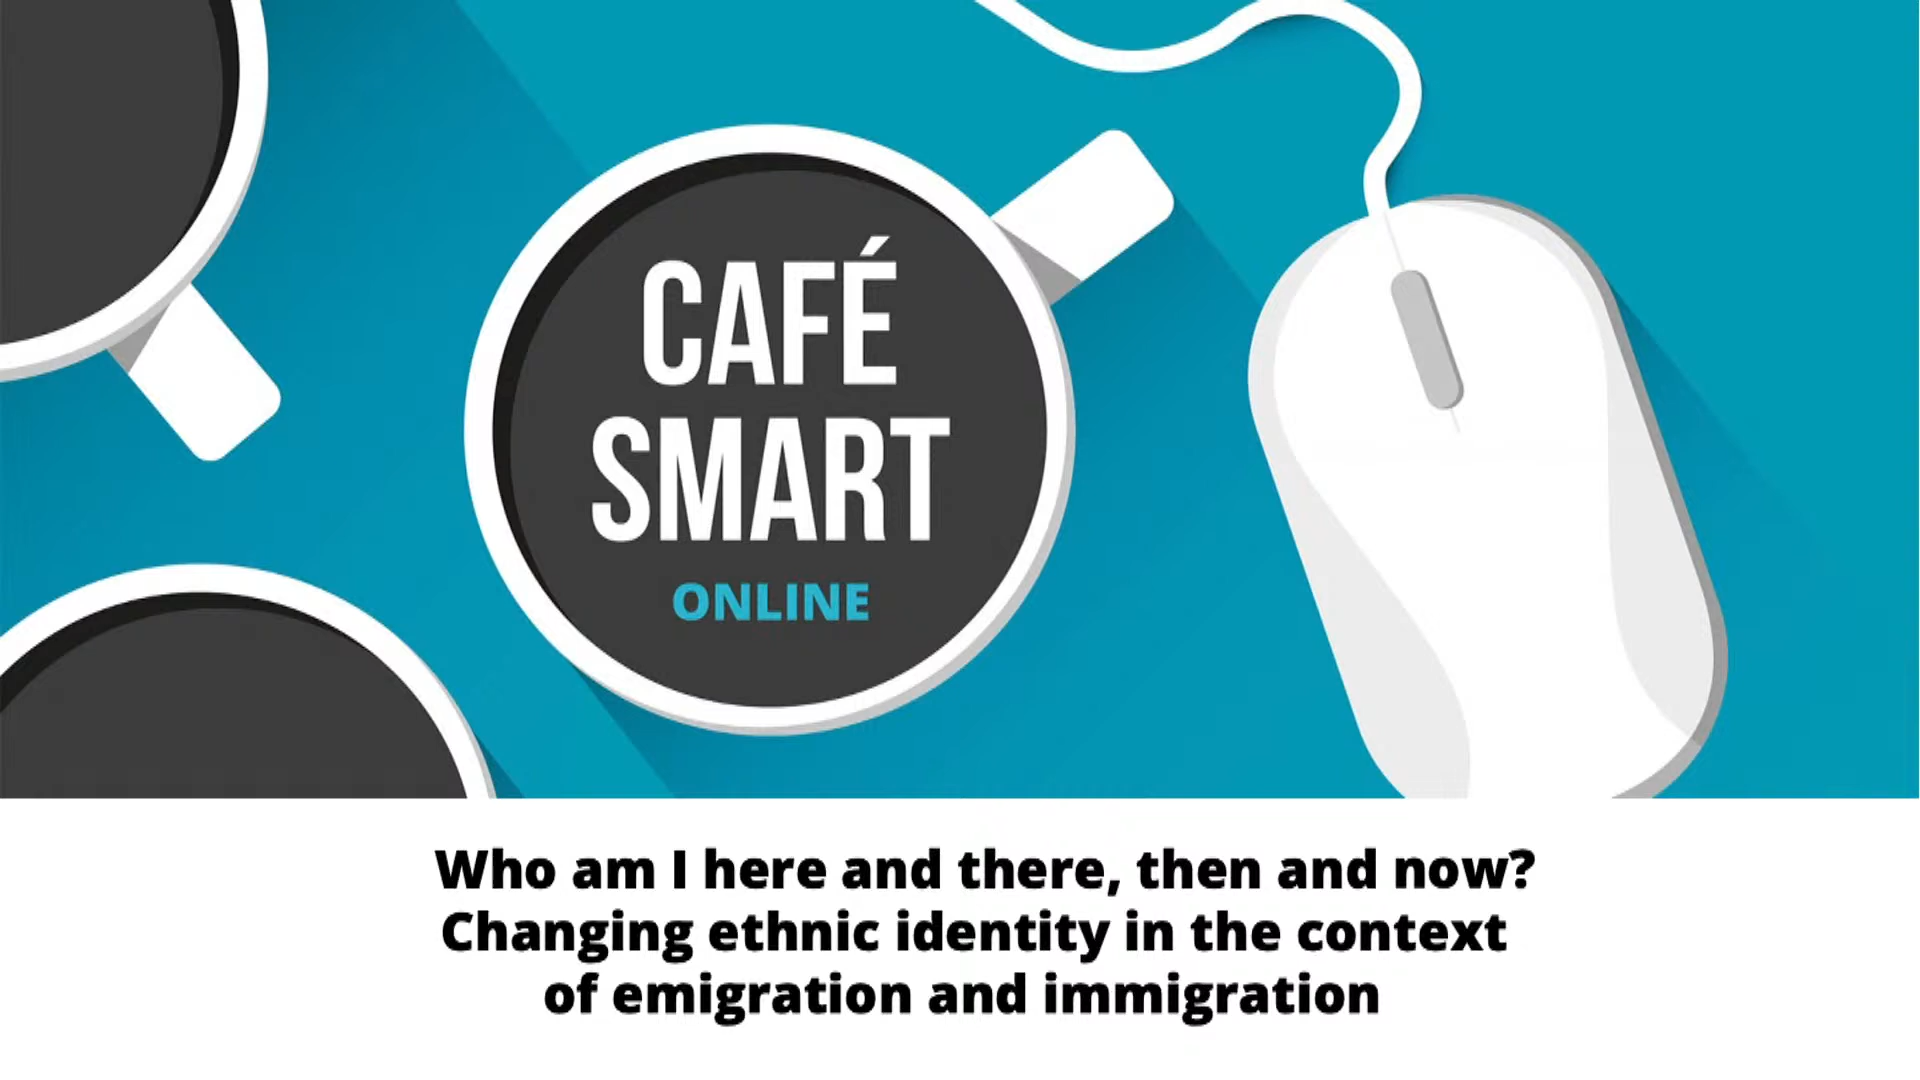 CAFÉ
SMART
ONLINE
Who am I here and there, then and now?
Changing ethnic identity in the context
of emigration and immigration